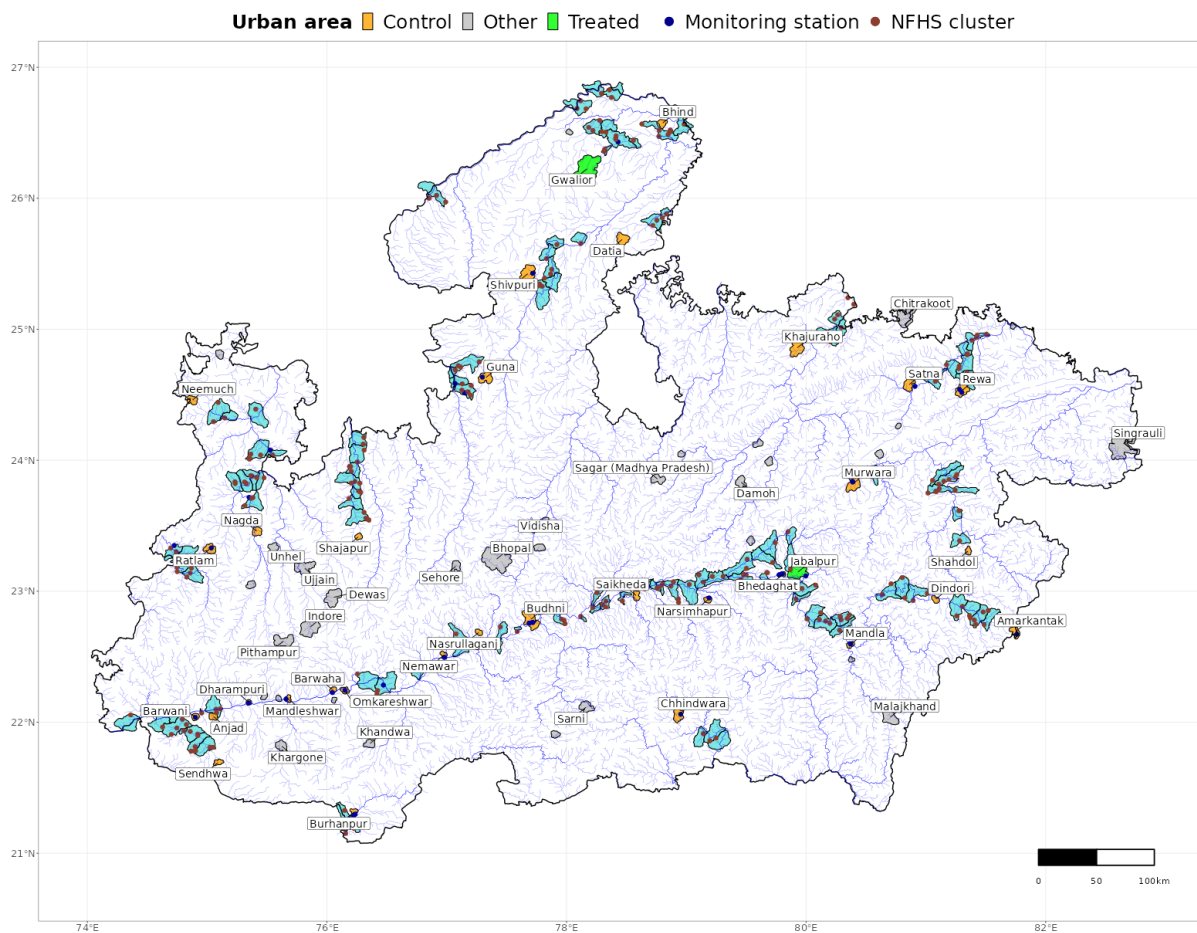 Urban area Control Other Treated Monitoring station NFHS cluster
27°N
Bhind
26°N
Gwalior
Datia
Shivpuri
25°N
Chitrakoot
Khajuraho
Guna
Satna
Rewa
Neemuch
24°N
Singrauli
Sagar (Madhya Pradesh)
Murwara
Damoh
Nagda
Vidisha
Shajapur
Bhopal
Unhel
Ratlam
Jabalpur
Shahdol
Ujjain
Sehore
Saikheda
Bhedaghat
Dindori
23°N
Dewas
Narsimhapur
Budhni
Indore
Amarkantak
Mandla
Nasrullaganj
Pithampur
Nemawar
Barwaha
Dharampuri
Omkareshwar
Chhindwara
Malajkhand
Barwani
Mandleshwar
Sarni
22°N
Anjad
Khandwa
Khargone
Sendhwa
Burhanpur
21°N
0 50 100km
74°E 76°E 78°E 80°E 82°E